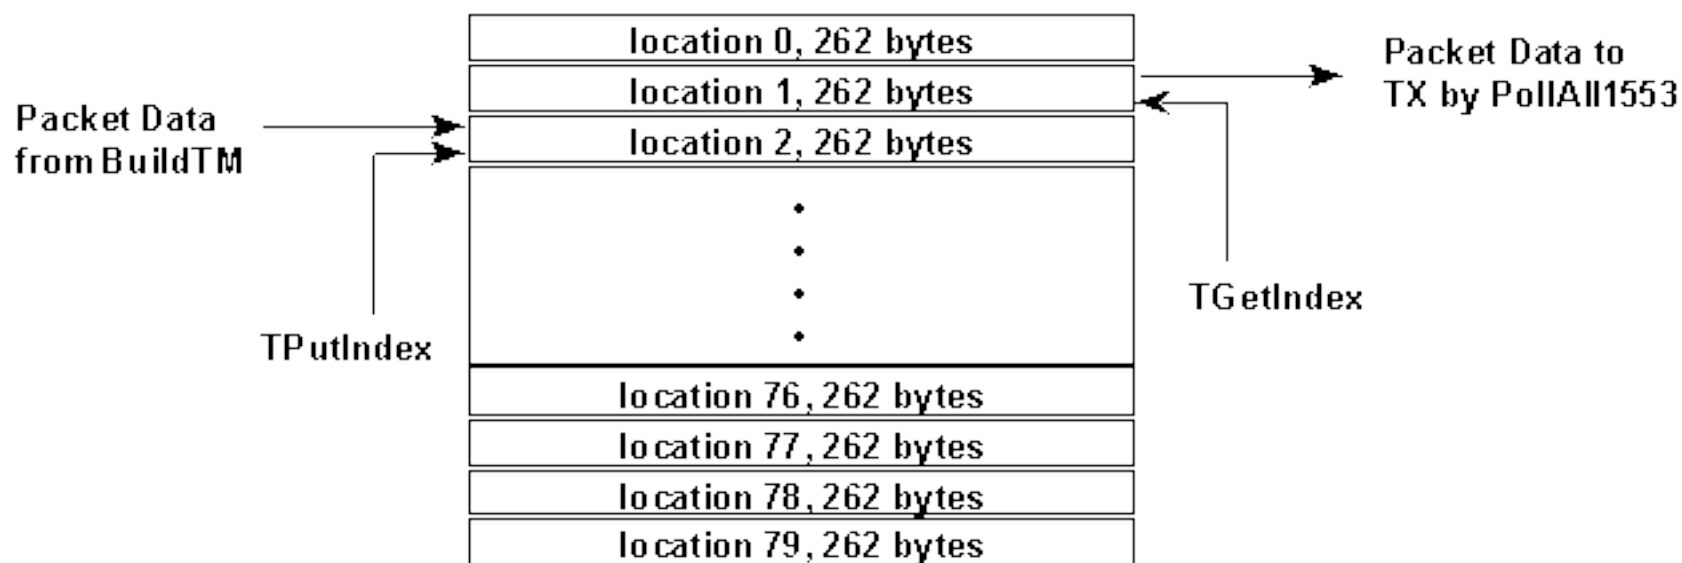 location 0, 262 bytes
Packet Data to
TX by PollAll1553
location 1, 262 bytes
Packet Data
from BuildTM
location 2, 262 bytes
TGetIndex
TPutIndex
location 76, 262 bytes
location 77, 262 bytes
location 78, 262 bytes
location 79, 262 bytes